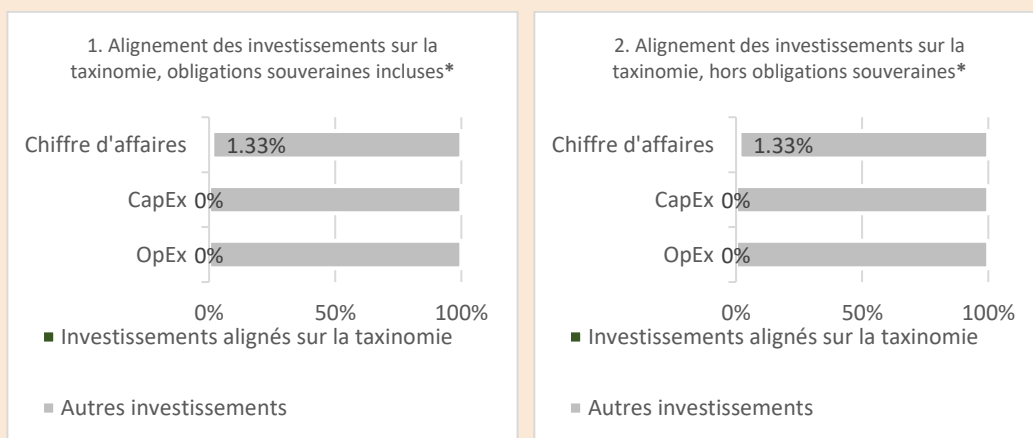 1. Alignement des investissements sur la
taxinomie, obligations souveraines incluses*
Chiffre d'affaires
1.33%
CapEx
0%
OpEx
0%
0%
50%
100%
Investissements alignés sur la taxinomie
Autres investissements
2. Alignement des investissements sur la
taxinomie, hors obligations souveraines*
Chiffre d'affaires
1.33%
CapEx
0%
OpEx
0%
0%
50%
100%
Investissements alignés sur la taxinomie
Autres investissements